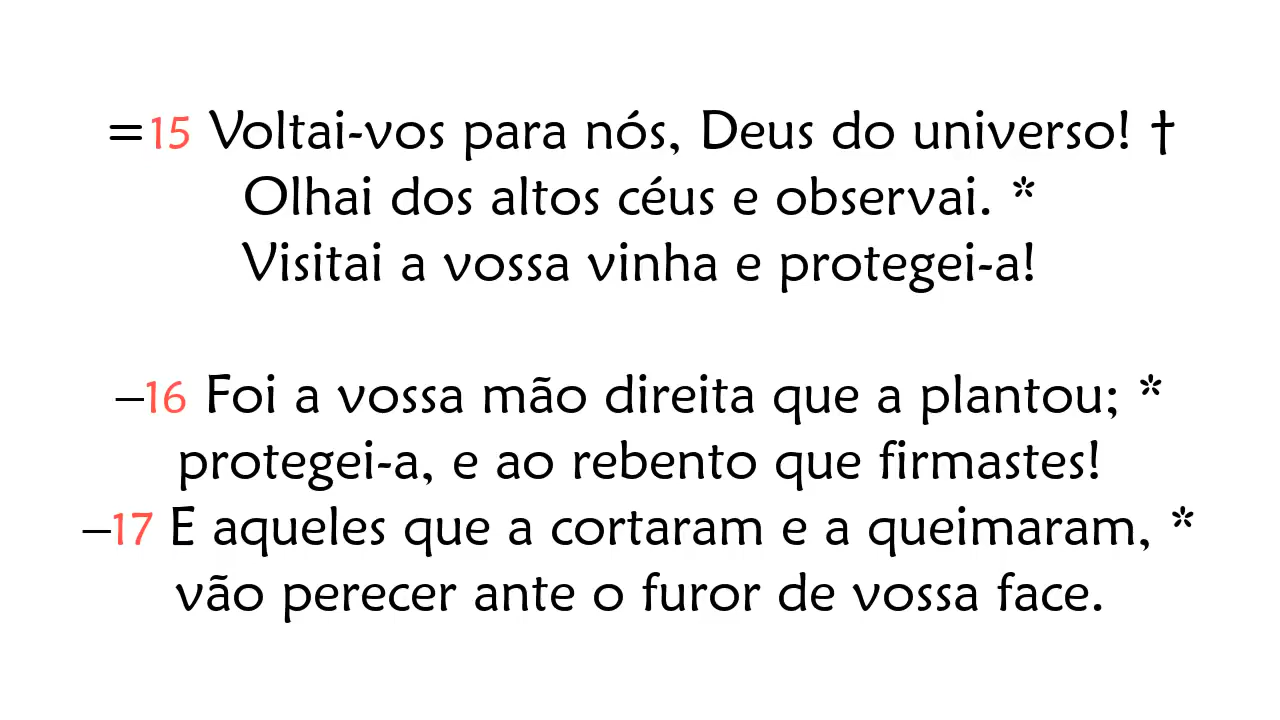 =15 Voltai-vos para nós, Deus do universo! †
Olhai dos altos céus e observai. *
Visitai a vossa vinha e protegei-a!
–16 Foi a vossa mão direita que a plantou; *
protegei-a, e ao rebento que firmastes!
–17 E aqueles que a cortaram e a queimaram, *
vão perecer ante o furor de vossa face.